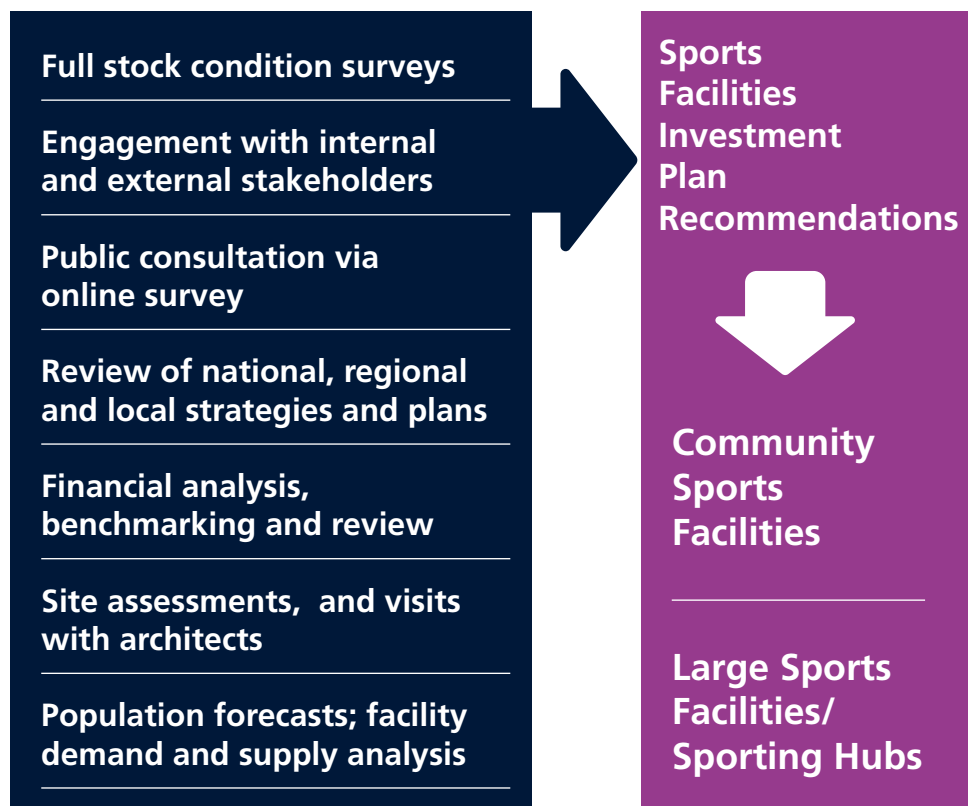 Full stock condition surveys
Engagement with internal
and external stakeholders
Public consultation via
online survey
Review of national, regional
and local strategies and plans
Financial analysis,
benchmarking and review
Site assessments,  and visits
with architects
Population forecasts; facility
demand and supply analysis
Sports
Facilities
Investment
Plan
Recommendations
Community
Sports
Facilities
Large Sports
Facilities/
Sporting Hubs